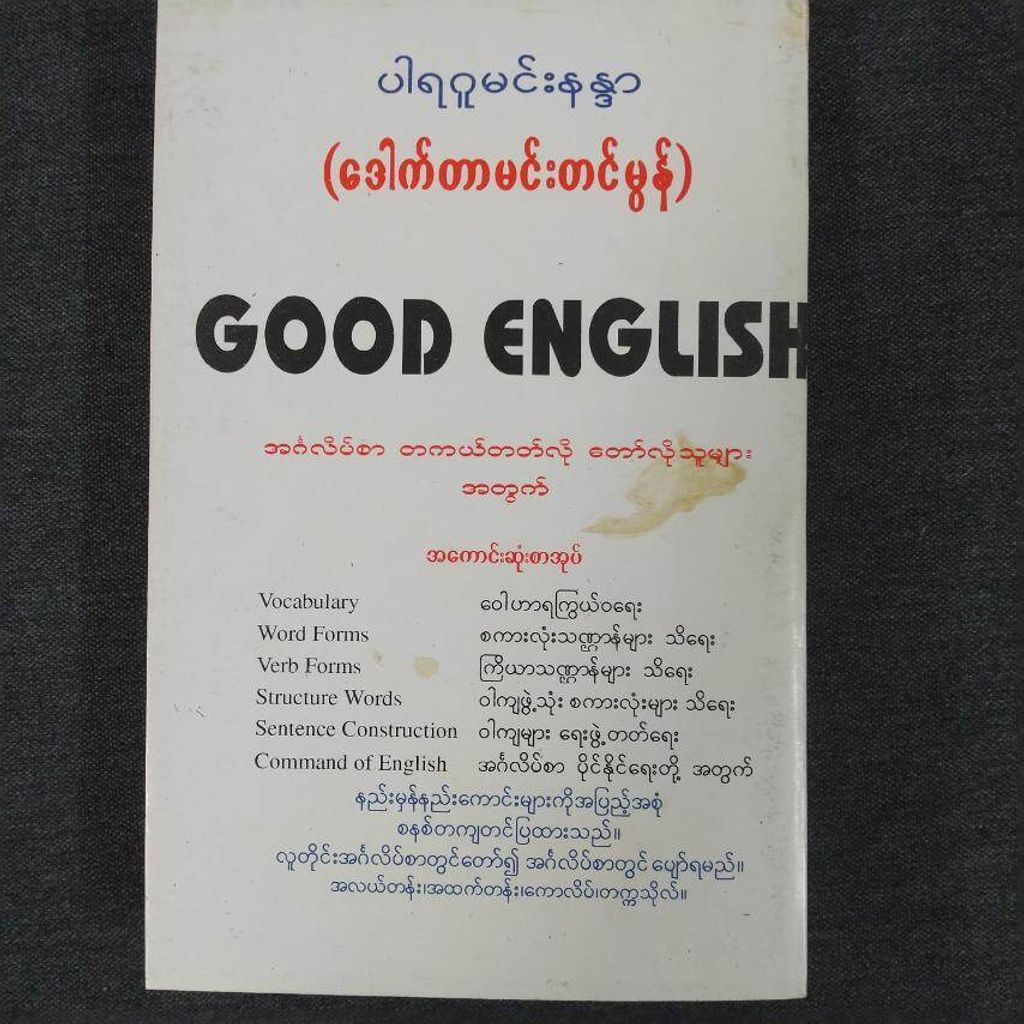 ပါရဂူမင်းနန္ဒာ
(ဒေါက်တာမင်းတင်မွန်)
GOOD ENGLISH
အင်္ဂလိပ်စာ တကယ်တတ်လို တော်လိုသူများ
အတွက်
အကောင်းဆုံးစာအုပ်
Vocabulary ဝေါဟာရကြွယ်ဝရေး
Word Forms စကားလုံးသဏ္ဌာန်များ သိရေး
Verb Forms ကြိယာသဏ္ဌာန်များ သိရေး
Structure Words ဝါကျဖွဲ့သုံး စကားလုံးများ သိရေး
Sentence Construction ဝါကျများ ရေးဖွဲ့တတ်ရေး
Command of English အင်္ဂလိပ်စာ ပိုင်နိုင်ရေးတို့ အတွက်
နည်းမှန်နည်းကောင်းများကိုအပြည့်အစုံ
စနစ်တကျတင်ပြထားသည်။
လူတိုင်းအင်္ဂလိပ်စာတွင်တော်၍ အင်္ဂလိပ်စာတွင် ပျော်ရမည်။
အလယ်တန်း၊အထက်တန်း၊ကောလိပ်၊တက္ကသိုလ်။